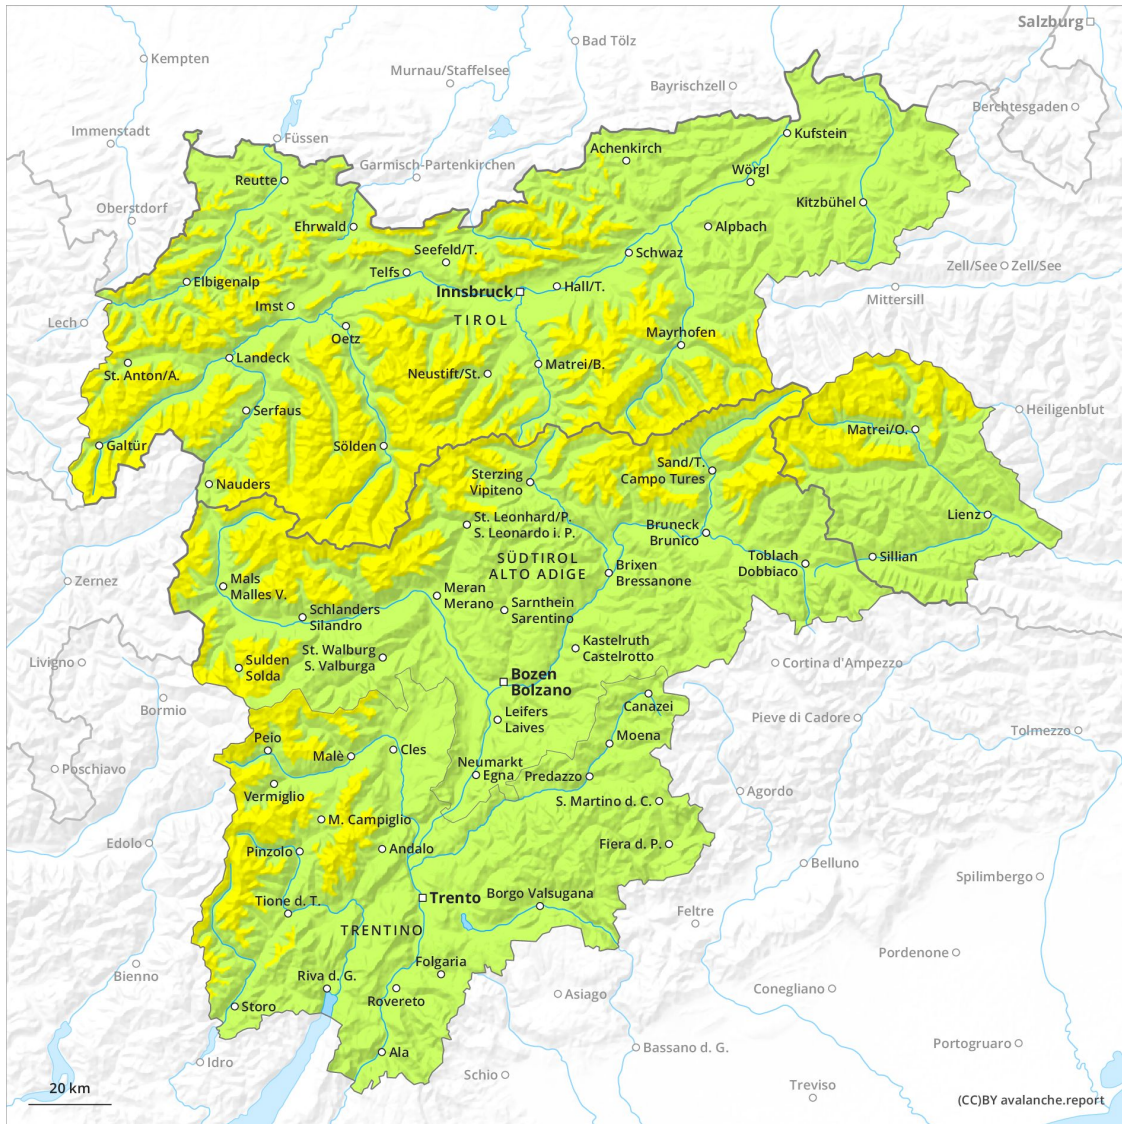 Salzburg
Bad Tölz
Kempten
Murnau/Staffelsee
Bayrischzell
Berchtesgaden
Immenstadt
Füssen
Kufstein
Achenkirch
Garmisch-Partenkirchen
Wörgl
Reutte
Oberstdorf
Kitzbühel
Ehrwald
Alpbach
Seefeld/T.
Schwaz
Telfs
Zell/See
Zell/See
Elbigenalp
Innsbruck
Hall/T.
Mittersill
Imst
Lech
TIROL
Oetz
Mayrhofen
Landeck
St. Anton/A.
Matrei/B.
Neustift/St.
Serfaus
Heiligenblut
Matrei/O.
Galtür
Sölden
Sand/T.
Campo Tures
Sterzing
Vipiteno
Nauders
St. Leonhard/P.
S. Leonardo i. P.
Lienz
Bruneck
Brunico
SÜDTIROL
ALTO ADIGE
Toblach
Dobbiaco
Sillian
Brixen
Bressanone
Zernez
Mals
Malles V.
Meran
Merano
Sarnthein
Sarentino
Schlanders
Silandro
Kastelruth
Castelrotto
St. Walburg
S. Valburga
Livigno
Sulden
Solda
Cortina d'Ampezzo
Bozen
Bolzano
Bormio
Canazei
Leifers
Laives
Pieve di Cadore
Tolmezzo
Peio
Moena
Malè
Cles
Neumarkt
Egna
Predazzo
Poschiavo
Vermiglio
Agordo
S. Martino d. C.
M. Campiglio
Edolo
Pinzolo
Andalo
Fiera d. P.
Belluno
Spilimbergo
Tione d. T.
Trento
Borgo Valsugana
Feltre
TRENTINO
Pordenone
Folgaria
Bienno
Riva d. G.
Rovereto
Conegliano
Asiago
Storo
Portogruaro
Bassano d. G.
Ala
Idro
Schio
Treviso
20 km
(CC)BY avalanche.report